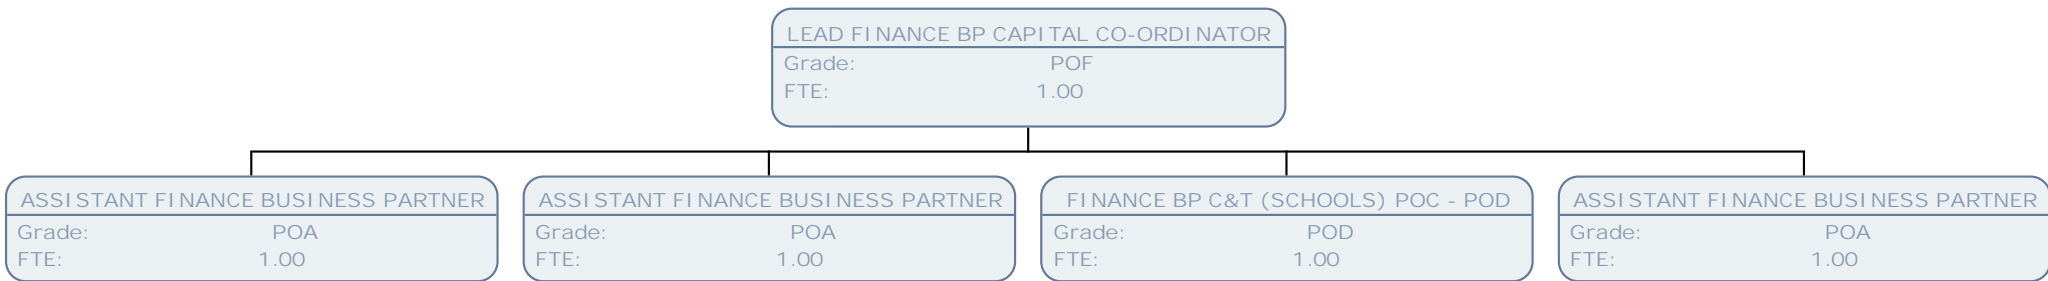 LEAD FINANCE BP CAPITAL CO-ORDINATOR
Grade: POF
FTE: 1.00
ASSISTANT FINANCE BUSINESS PARTNER
Grade: POA
FTE: 1.00
ASSISTANT FINANCE BUSINESS PARTNER
Grade: POA
FTE: 1.00
FINANCE BP C&T (SCHOOLS) POC - POD
Grade: POD
FTE: 1.00
ASSISTANT FINANCE BUSINESS PARTNER
Grade: POA
FTE: 1.00